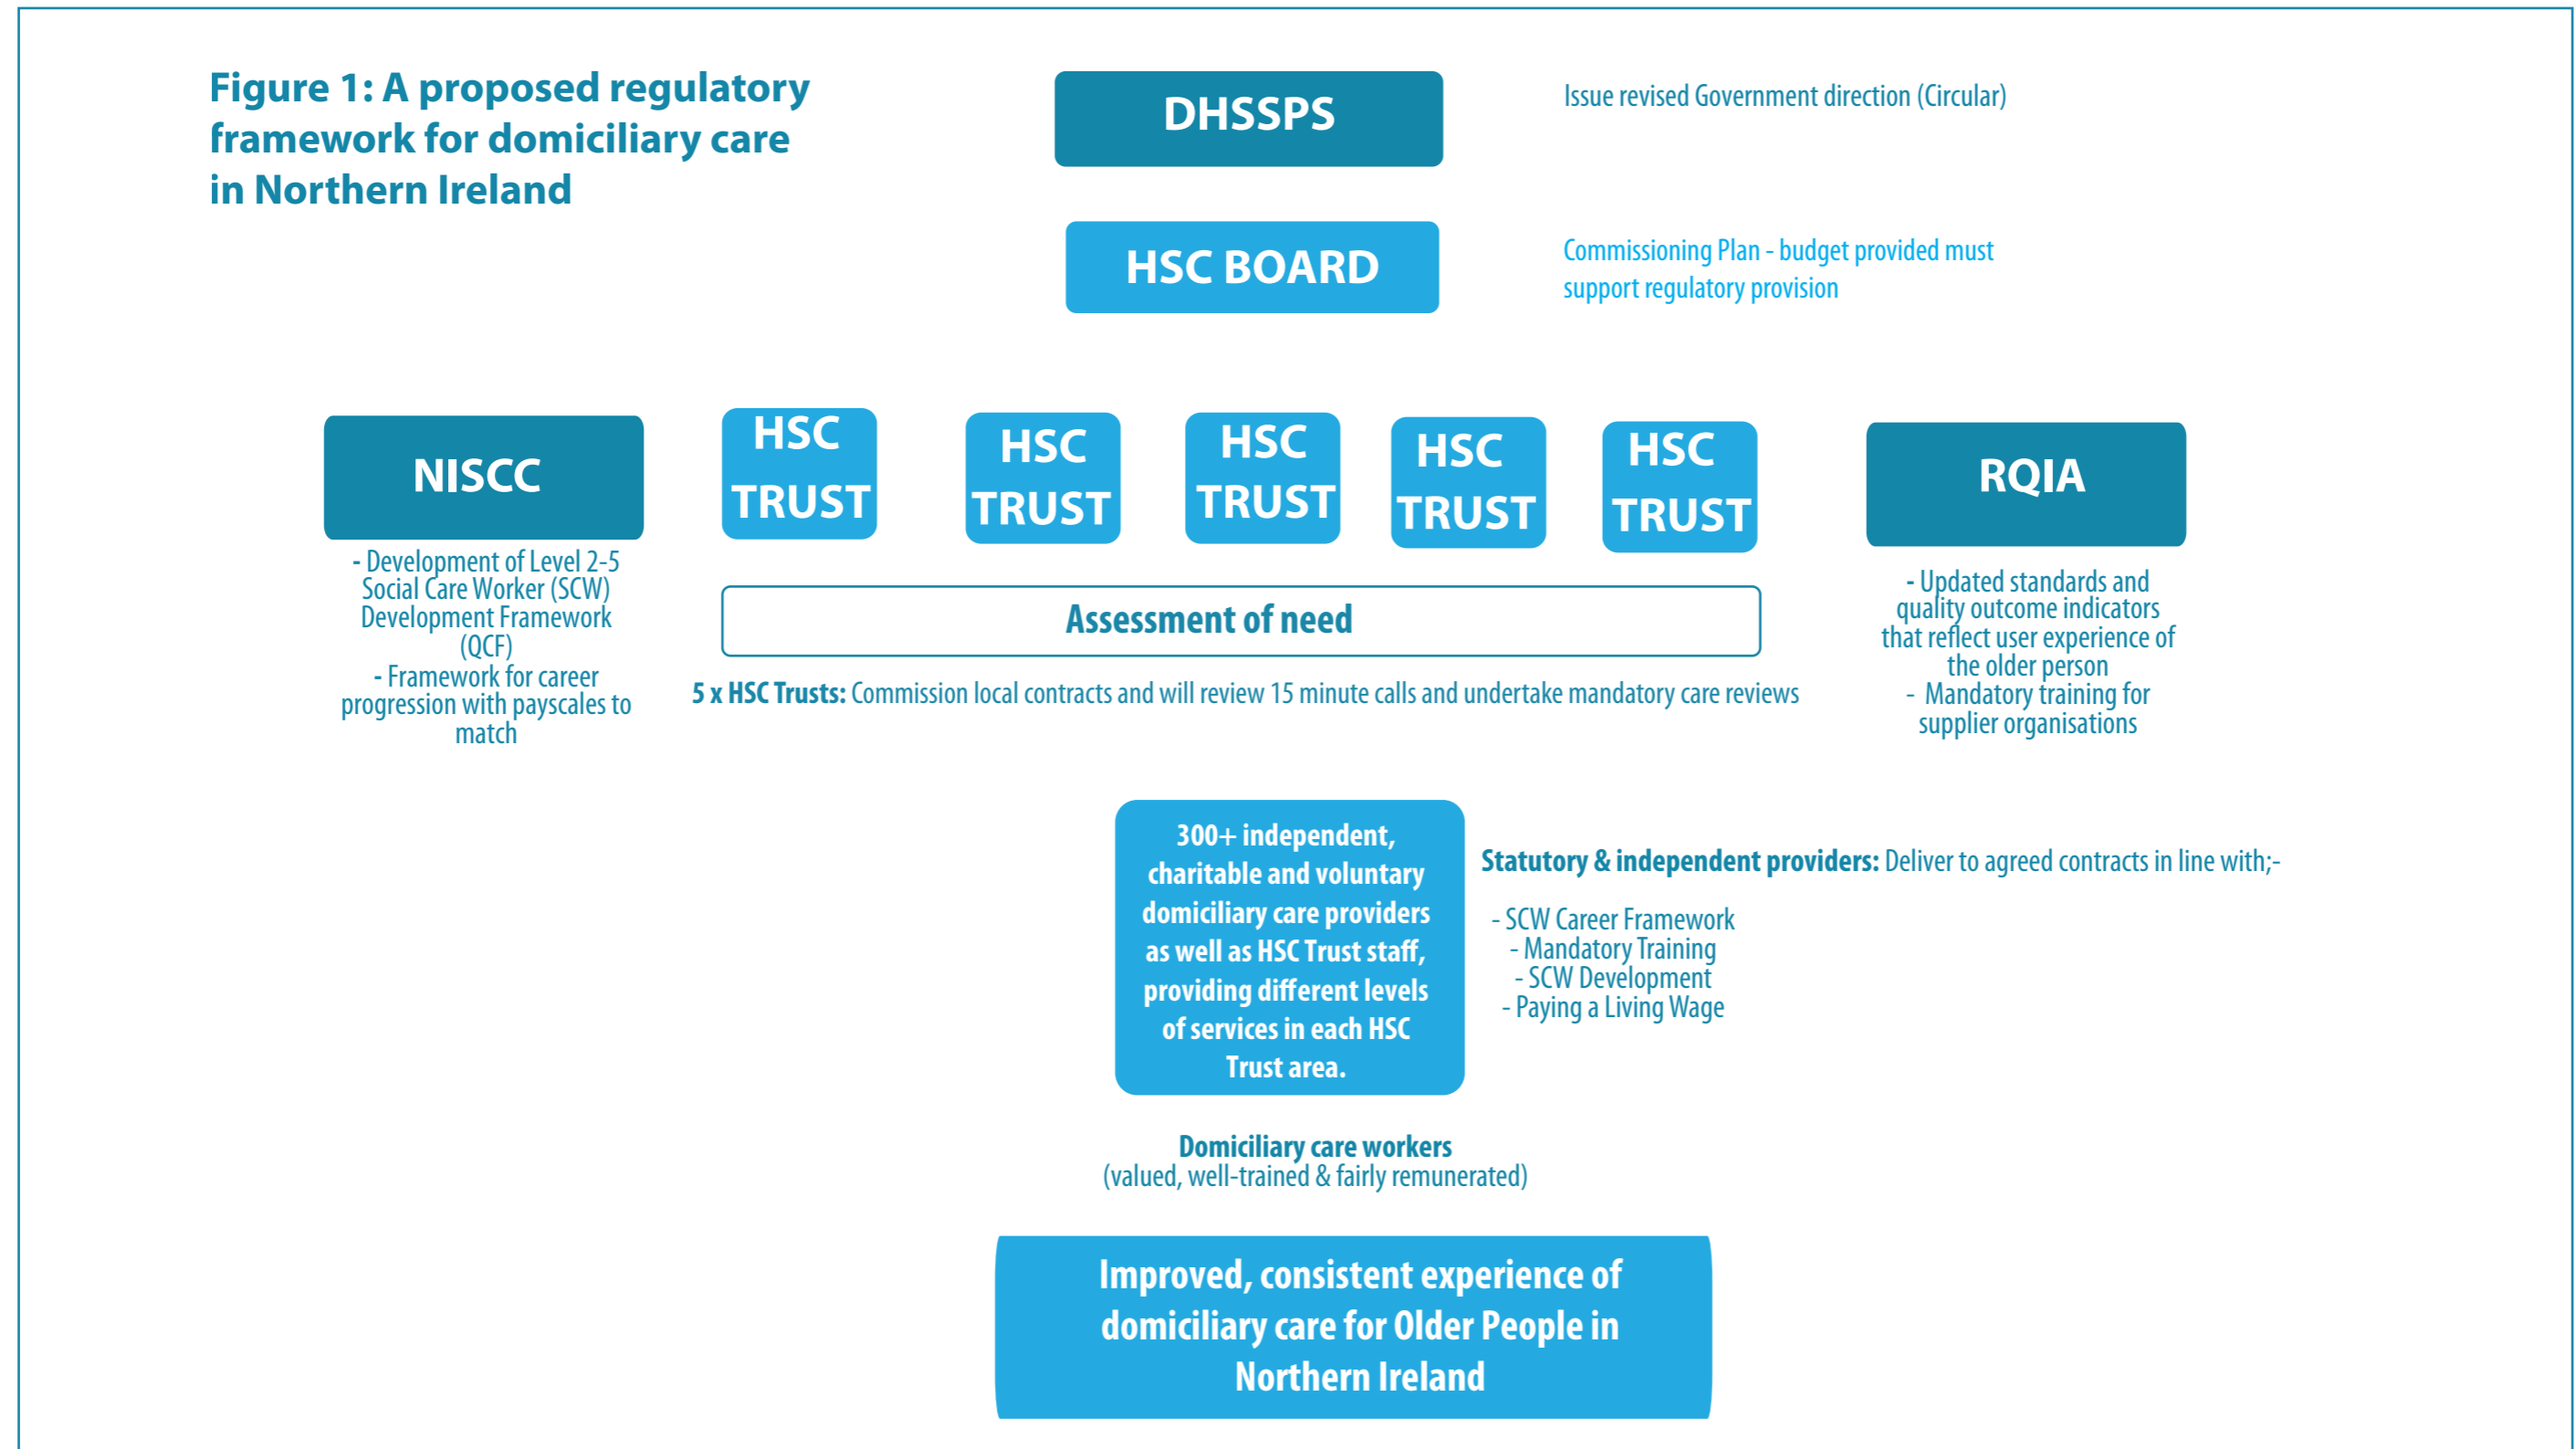 Figure 1: A proposed regulatory
framework for domiciliary care
in Northern Ireland
DHSSPS
Issue revised Government direction (Circular)
HSC BOARD
Commissioning Plan - budget provided must
support regulatory provision
NISCC
- Development of Level 2-5
Social Care Worker (SCW)
Development Framework
(QCF)
- Framework for career
progression with payscales to
match
HSC
TRUST
HSC
TRUST
HSC
TRUST
HSC
TRUST
HSC
TRUST
RQIA
- Updated standards and
quality outcome indicators
that reflect user experience of
the older person
- Mandatory training for
supplier organisations
Assessment of need
5 x HSC Trusts: Commission local contracts and will review 15 minute calls and undertake mandatory care reviews
300+ independent,
charitable and voluntary
domiciliary care providers
as well as HSC Trust staff,
providing different levels
of services in each HSC
Trust area.
Statutory & independent providers: Deliver to agreed contracts in line with;-
- SCW Career Framework
- Mandatory Training
- SCW Development
- Paying a Living Wage
Domiciliary care workers
(valued, well-trained & fairly remunerated)
Improved, consistent experience of
domiciliary care for Older People in
Northern Ireland